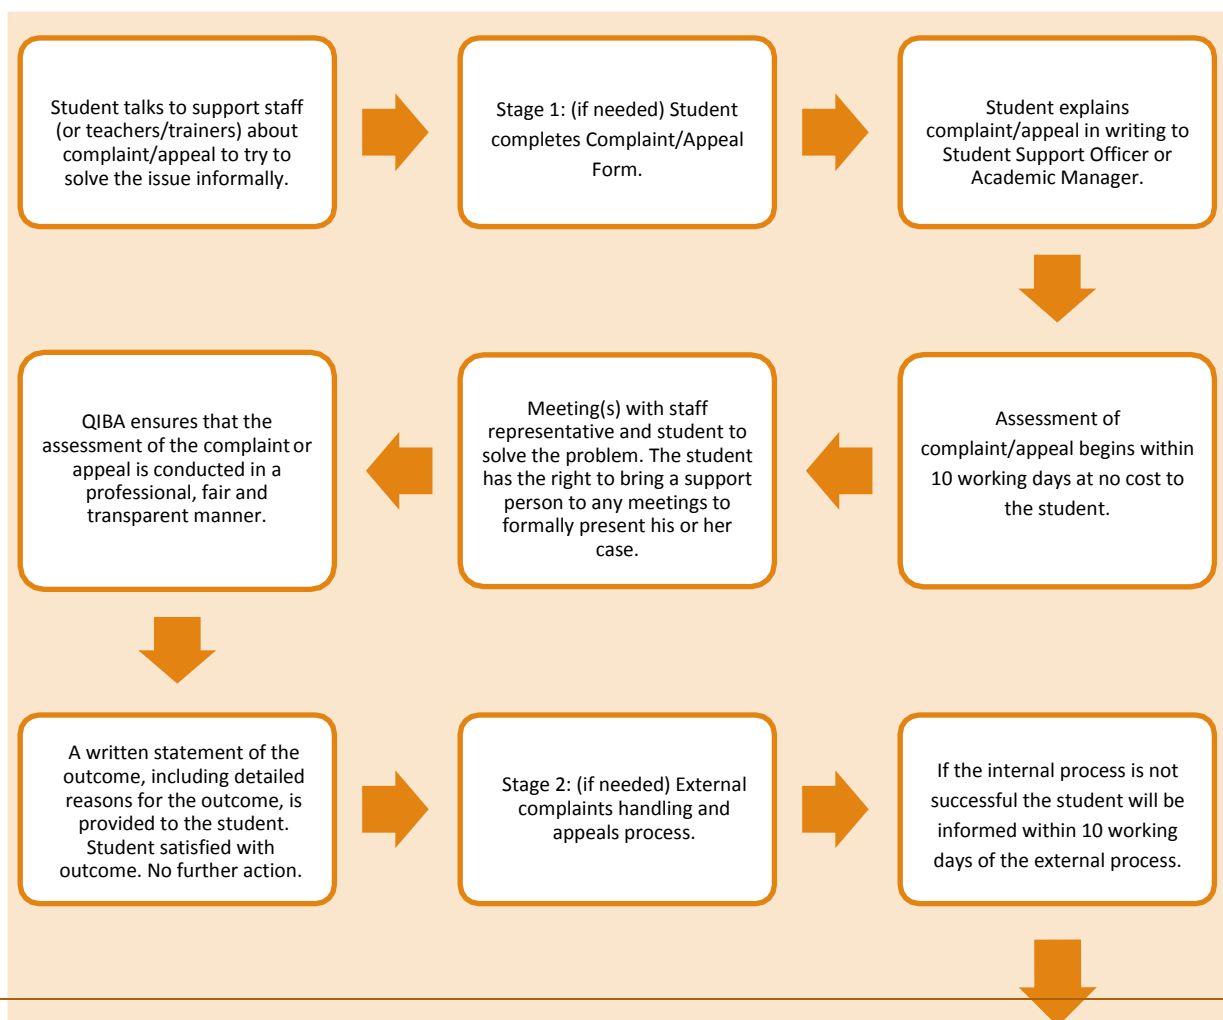 Student talks to support staff
(or teachers/trainers) about
complaint/appeal to try to
solve the issue informally.
Stage 1: (if needed) Student
completes Complaint/Appeal
Form.
Student explains
complaint/appeal in writing to
Student Support Officer or
Academic Manager.
Assessment of
complaint/appeal begins within
10 working days at no cost to
the student.
Meeting(s) with staff
representative and student to
solve the problem. The student
has the right to bring a support
person to any meetings to
formally present his or her
case.
QIBA ensures that the
assessment of the complaint or
appeal is conducted in a
professional, fair and
transparent manner.
A written statement of the
outcome, including detailed
reasons for the outcome, is
provided to the student.
Student satisfied with
outcome. No further action.
Stage 2: (if needed) External
complaints handling and
appeals process.
If the internal process is not
successful the student will be
informed within 10 working
days of the external process.